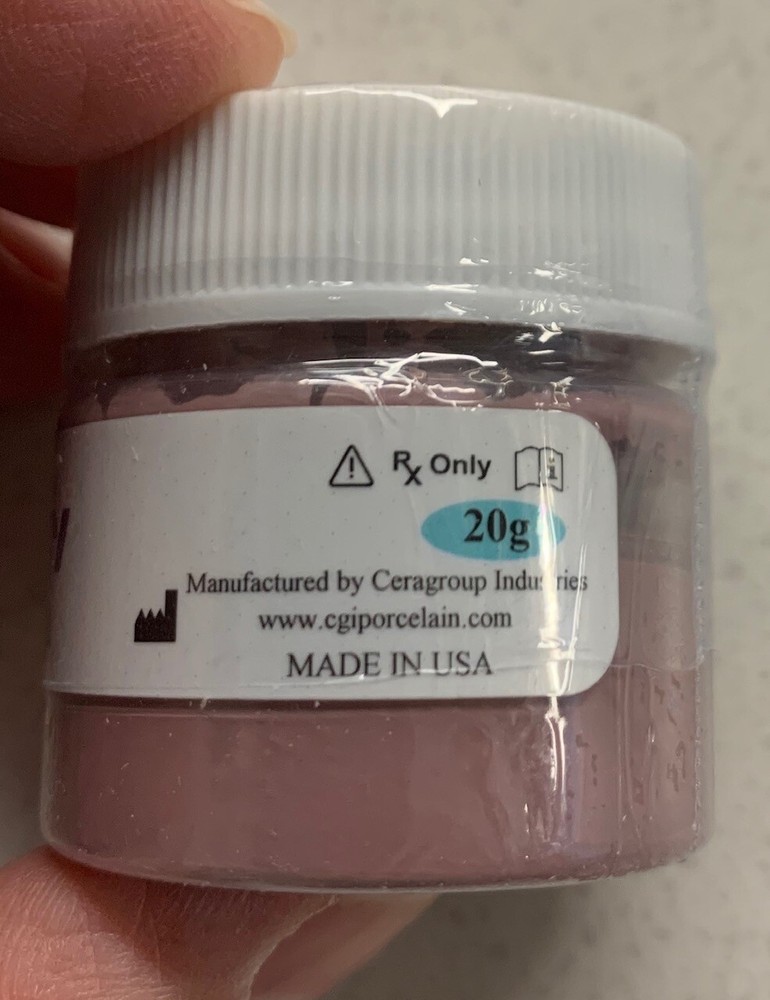 Rx Only
20g
Manufactured by Ceragroup Industries
www.cgiporcelain.com
MADE IN USA